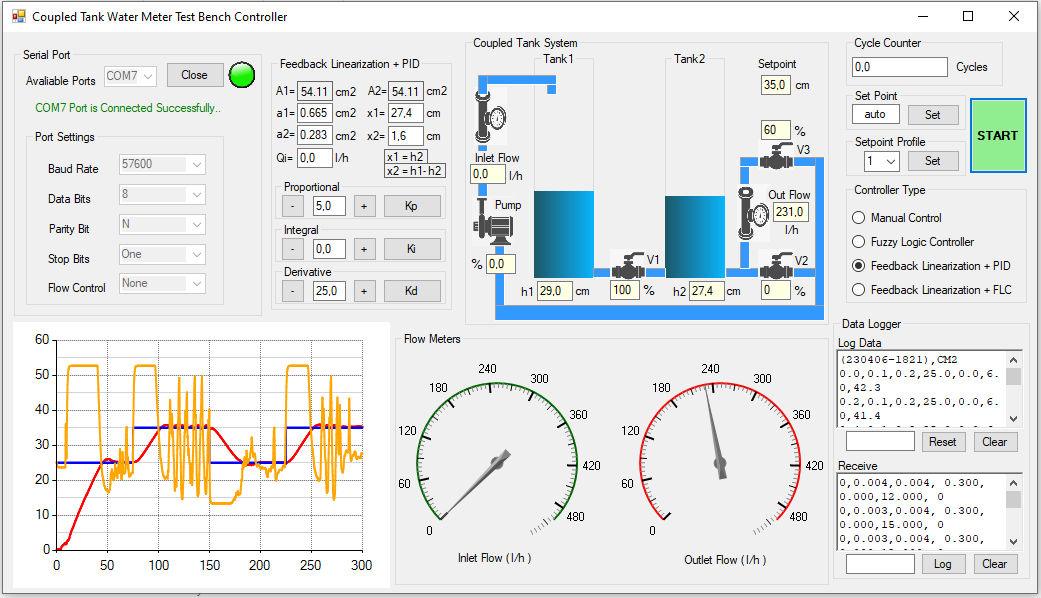 Coupled Tank Water Meter Test Bench Controller
Serial Port
Avaliable Ports COM7 Close
COM7 Port is Connected Successfully..
Port Settings
Baud Rate 57600
Data Bits 8
Parity Bit N
Stop Bits One
Flow Control None
Feedback Linearization + PID
A1= 54.11 cm2 A2= 54.11 cm2
a1= 0.665 cm2 x1= 27,4 cm
a2= 0.283 cm2 x2= 1,6 cm
Qi= 0,0 l/h
x1 = h2
x2 = h1- h2
Proportional
- 5,0 + Kp
Integral
- 0,0 + Ki
Derivative
- 25,0 + Kd
Coupled Tank System
Tank1
Tank2
Setpoint
35,0 cm
60 %
V3
Inlet Flow
0,0 l/h
Pump
% 0,0
Out Flow
231,0
l/h
V1
V2
h1 29,0 cm
100 %
h2 27,4 cm
0 %
Cycle Counter
0,0 Cycles
Set Point
auto Set
Setpoint Profile
1 Set
START
Controller Type
Manual Control
Fuzzy Logic Controller
Feedback Linearization + PID
Feedback Linearization + FLC
60
50
40
30
20
10
0
0 50 100 150 200 250 300
Flow Meters
0 60 120 180 240 300 360 420 480
Inlet Flow ( l/h )
0 60 120 180 240 300 360 420 480
Outlet Flow ( l/h )
Data Logger
Log Data
(230406-1821),CM2
0.0,0.1,0.2,25.0,0.0,6.
0,42.3
0.2,0.1,0.2,25.0,0.0,6.
0,41.4
Reset Clear
Receive
0,0.004,0.004, 0.300,
0.000,12.000, 0
0,0.003,0.004, 0.300,
0.000,15.000, 0
0,0.003,0.004, 0.300,
Log Clear